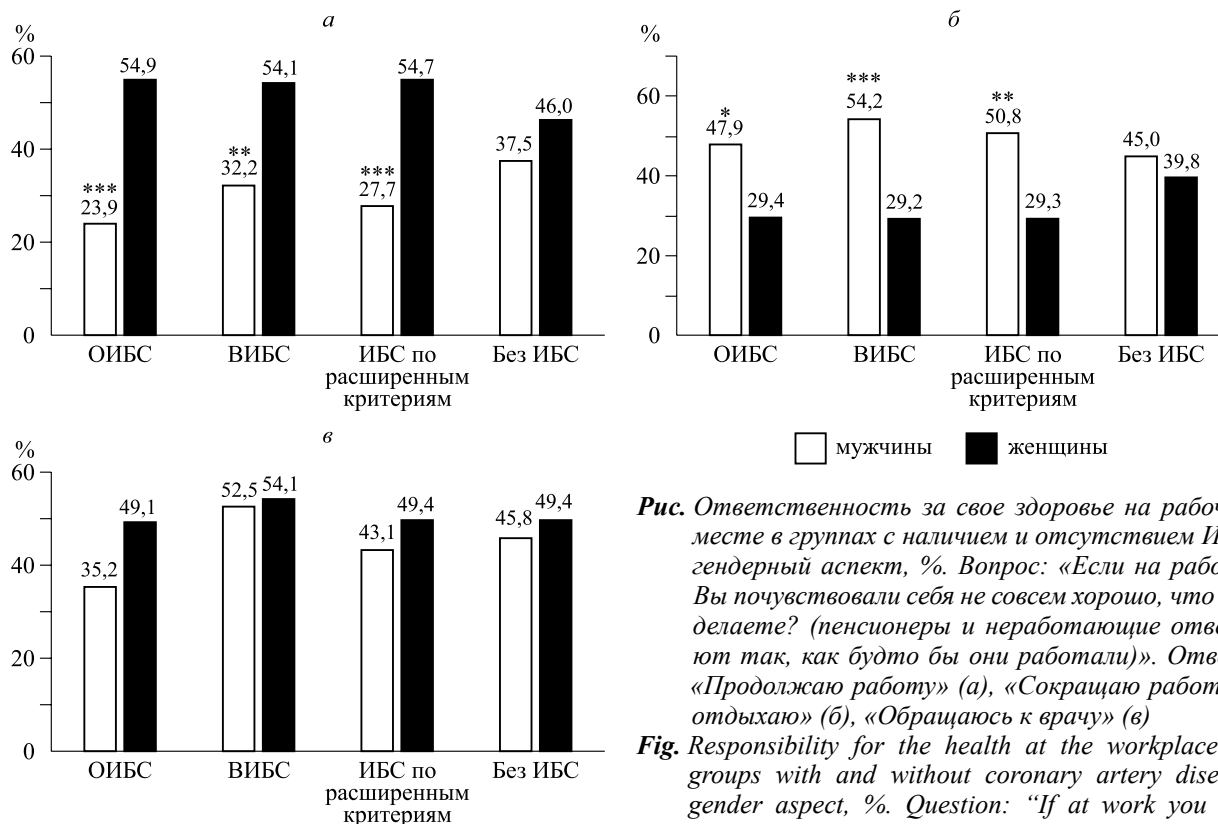 а
%
60
40
20
0
54,9
54,1
54,7
46,0
37,5
***
23,9
**
32,2
***
27,7
ОИБС
ВИБС
ИБС по
расширенным
критериям
Без ИБС
б
%
60
40
20
0
*
47,9
***
54,2
**
50,8
45,0
39,8
29,4
29,2
29,3
ОИБС
ВИБС
ИБС по
расширенным
критериям
Без ИБС
мужчины
женщины
в
%
60
40
20
0
35,2
49,1
52,5
54,1
43,1
49,4
45,8
49,4
ОИБС
ВИБС
ИБС по
расширенным
критериям
Без ИБС
Рис. Ответственность за свое здоровье на рабоч
месте в группах с наличием и отсутствием И
гендерный аспект, %. Вопрос: «Если на рабо
Вы почувствовали себя не совсем хорошо, что
делаете? (пенсионеры и неработающие отве
ют так, как будто бы они работали)». Отве
«Продолжаю работу» (а), «Сокращаю работ
отдыхаю» (б), «Обращаюсь к врачу» (в)
Fig. Responsibility for the health at the workplace
groups with and without coronary artery dise
gender aspect, %. Question: “If at work you